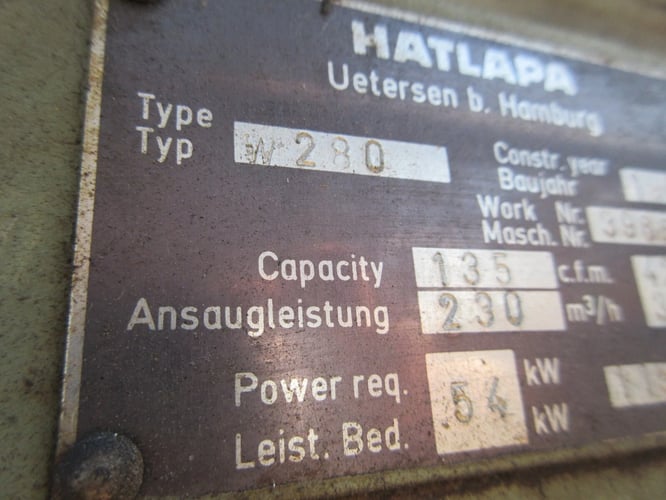 HATLAPA
Uetersen b. Hamburg
Type
Typ W 280
Constr. year
Baujahr
Work Nr.
Masch. Nr.
Capacity 135 c.f.m.
Ansaugleistung 230 m³/h
Power req. 54 kW
Leist. Bed. kW